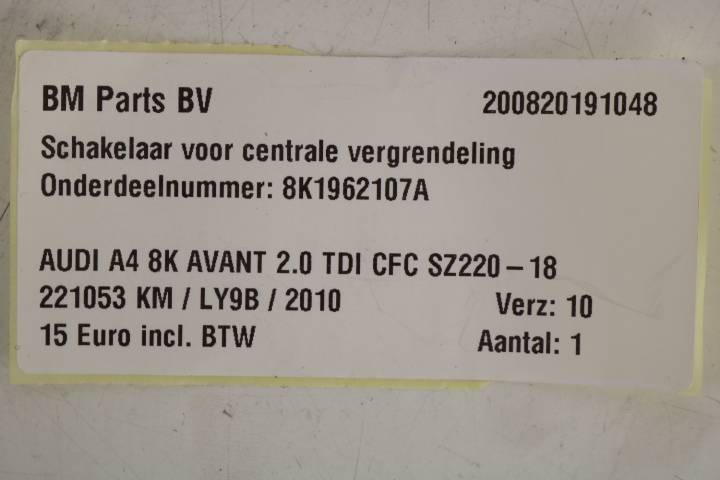 BM Parts BV 200820191048
Schakelaar voor centrale vergrendeling
Onderdeelnummer: 8K1962107A
AUDI A4 8K AVANT 2.0 TDI CFC SZ220-18
221053 KM / LY9B / 2010 Verz: 10
15 Euro incl. BTW Aantal: 1